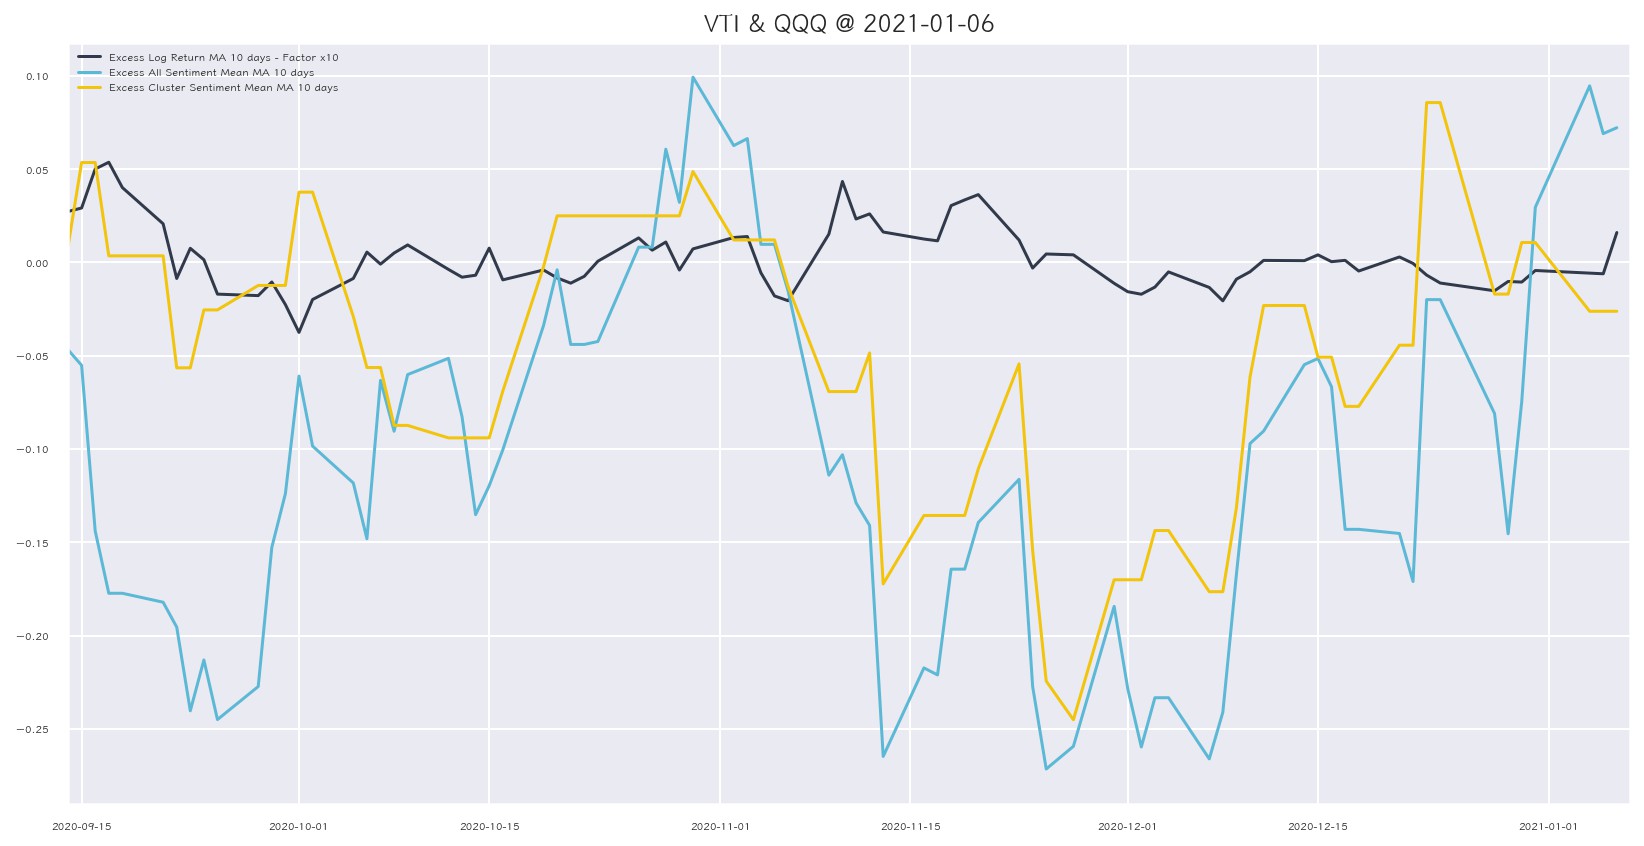 VTI & QQQ @ 2021-01-06
Excess Log Return MA 10 days - Factor x10
Excess All Sentiment Mean MA 10 days
Excess Cluster Sentiment Mean MA 10 days
0.10
0.05
0.00
−0.05
−0.10
−0.15
−0.20
−0.25
2020-09-15 2020-10-01 2020-10-15 2020-11-01 2020-11-15 2020-12-01 2020-12-15 2021-01-01